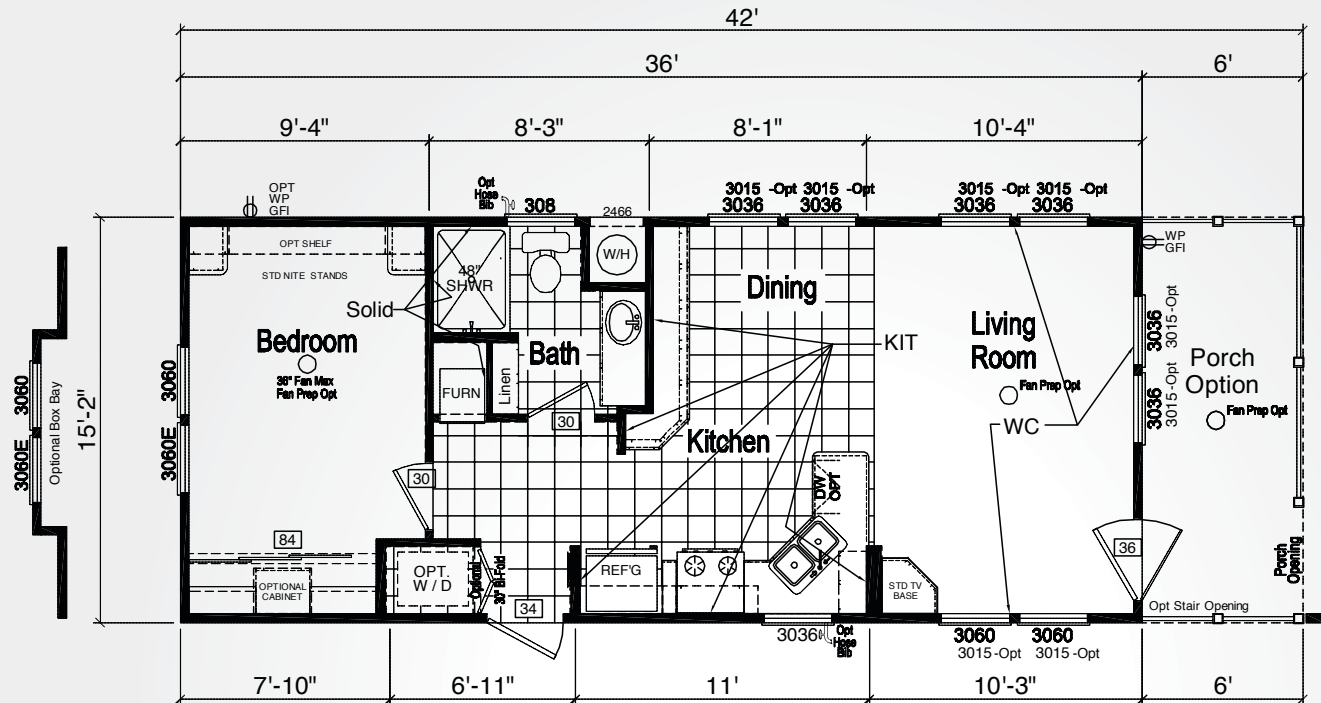 42'
36' 6'
9'-4" 8'-3" 8'-1" 10'-4"
OPT
WP
GFI
Opt
Hose
Bib
308
2466
3015 -Opt 3015 -Opt
3036 3036
3015 -Opt 3015 -Opt
3036 3036
OPT SHELF
STD NITE STANDS
48"
SHWR
W/H
WP
GFI
Solid
Bedroom
36" Fan Max
Fan Prep Opt
Bath
Dining
KIT
Living
Room
Fan Prep Opt
3036
3015-Opt
3036
3015-Opt
Porch
Option
Fan Prep Opt
3060
3060E
Optional Box Bay
15'-2"
3060
3060E
FURN
Linen
30
30
Kitchen
WC
DW
OPT
84
OPTIONAL
CABINET
OPT.
W / D
Optional
30" Bi-Fold
34
REF'G
STD TV
BASE
36
Porch
Opening
Opt Stair Opening
3036
Opt
Hose
Bib
3060 3060
3015 -Opt 3015 -Opt
7'-10" 6'-11" 11' 10'-3" 6'